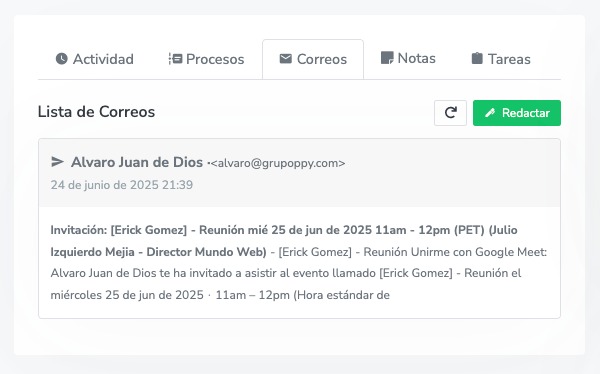 Actividad Procesos Correos Notas Tareas
Lista de Correos
Redactar
Alvaro Juan de Dios •<alvaro@grupoppy.com>
24 de junio de 2025 21:39
Invitación: [Erick Gomez] - Reunión mié 25 de jun de 2025 11am - 12pm (PET) (Julio
Izquierdo Mejia - Director Mundo Web) - [Erick Gomez] - Reunión Unirme con Google Meet:
Alvaro Juan de Dios te ha invitado a asistir al evento llamado [Erick Gomez] - Reunión el
miércoles 25 de jun de 2025 · 11am – 12pm (Hora estándar de